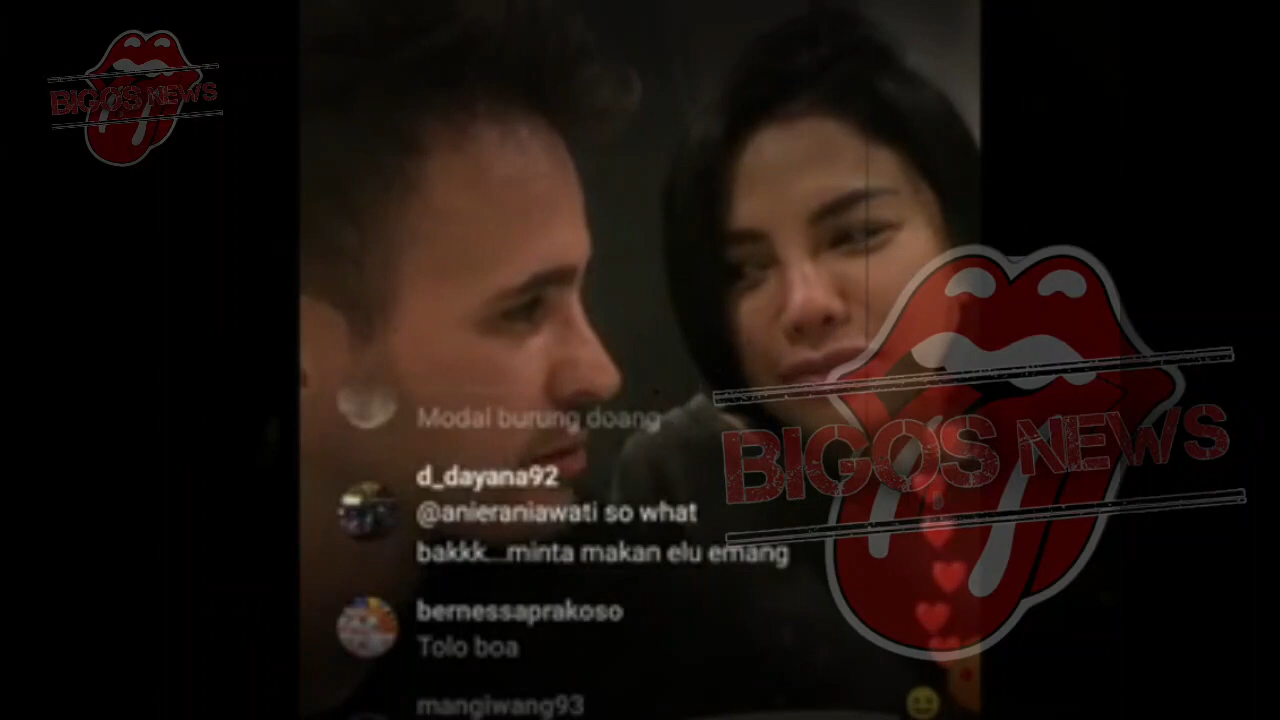 BIGOS NEWS
Modal burung doang
d_dayana92
@anieraniawati so what
bakkk...minta makan elu emang
BIGOS NEWS
bernessaprakoso
Tolo boa
mangiwang93